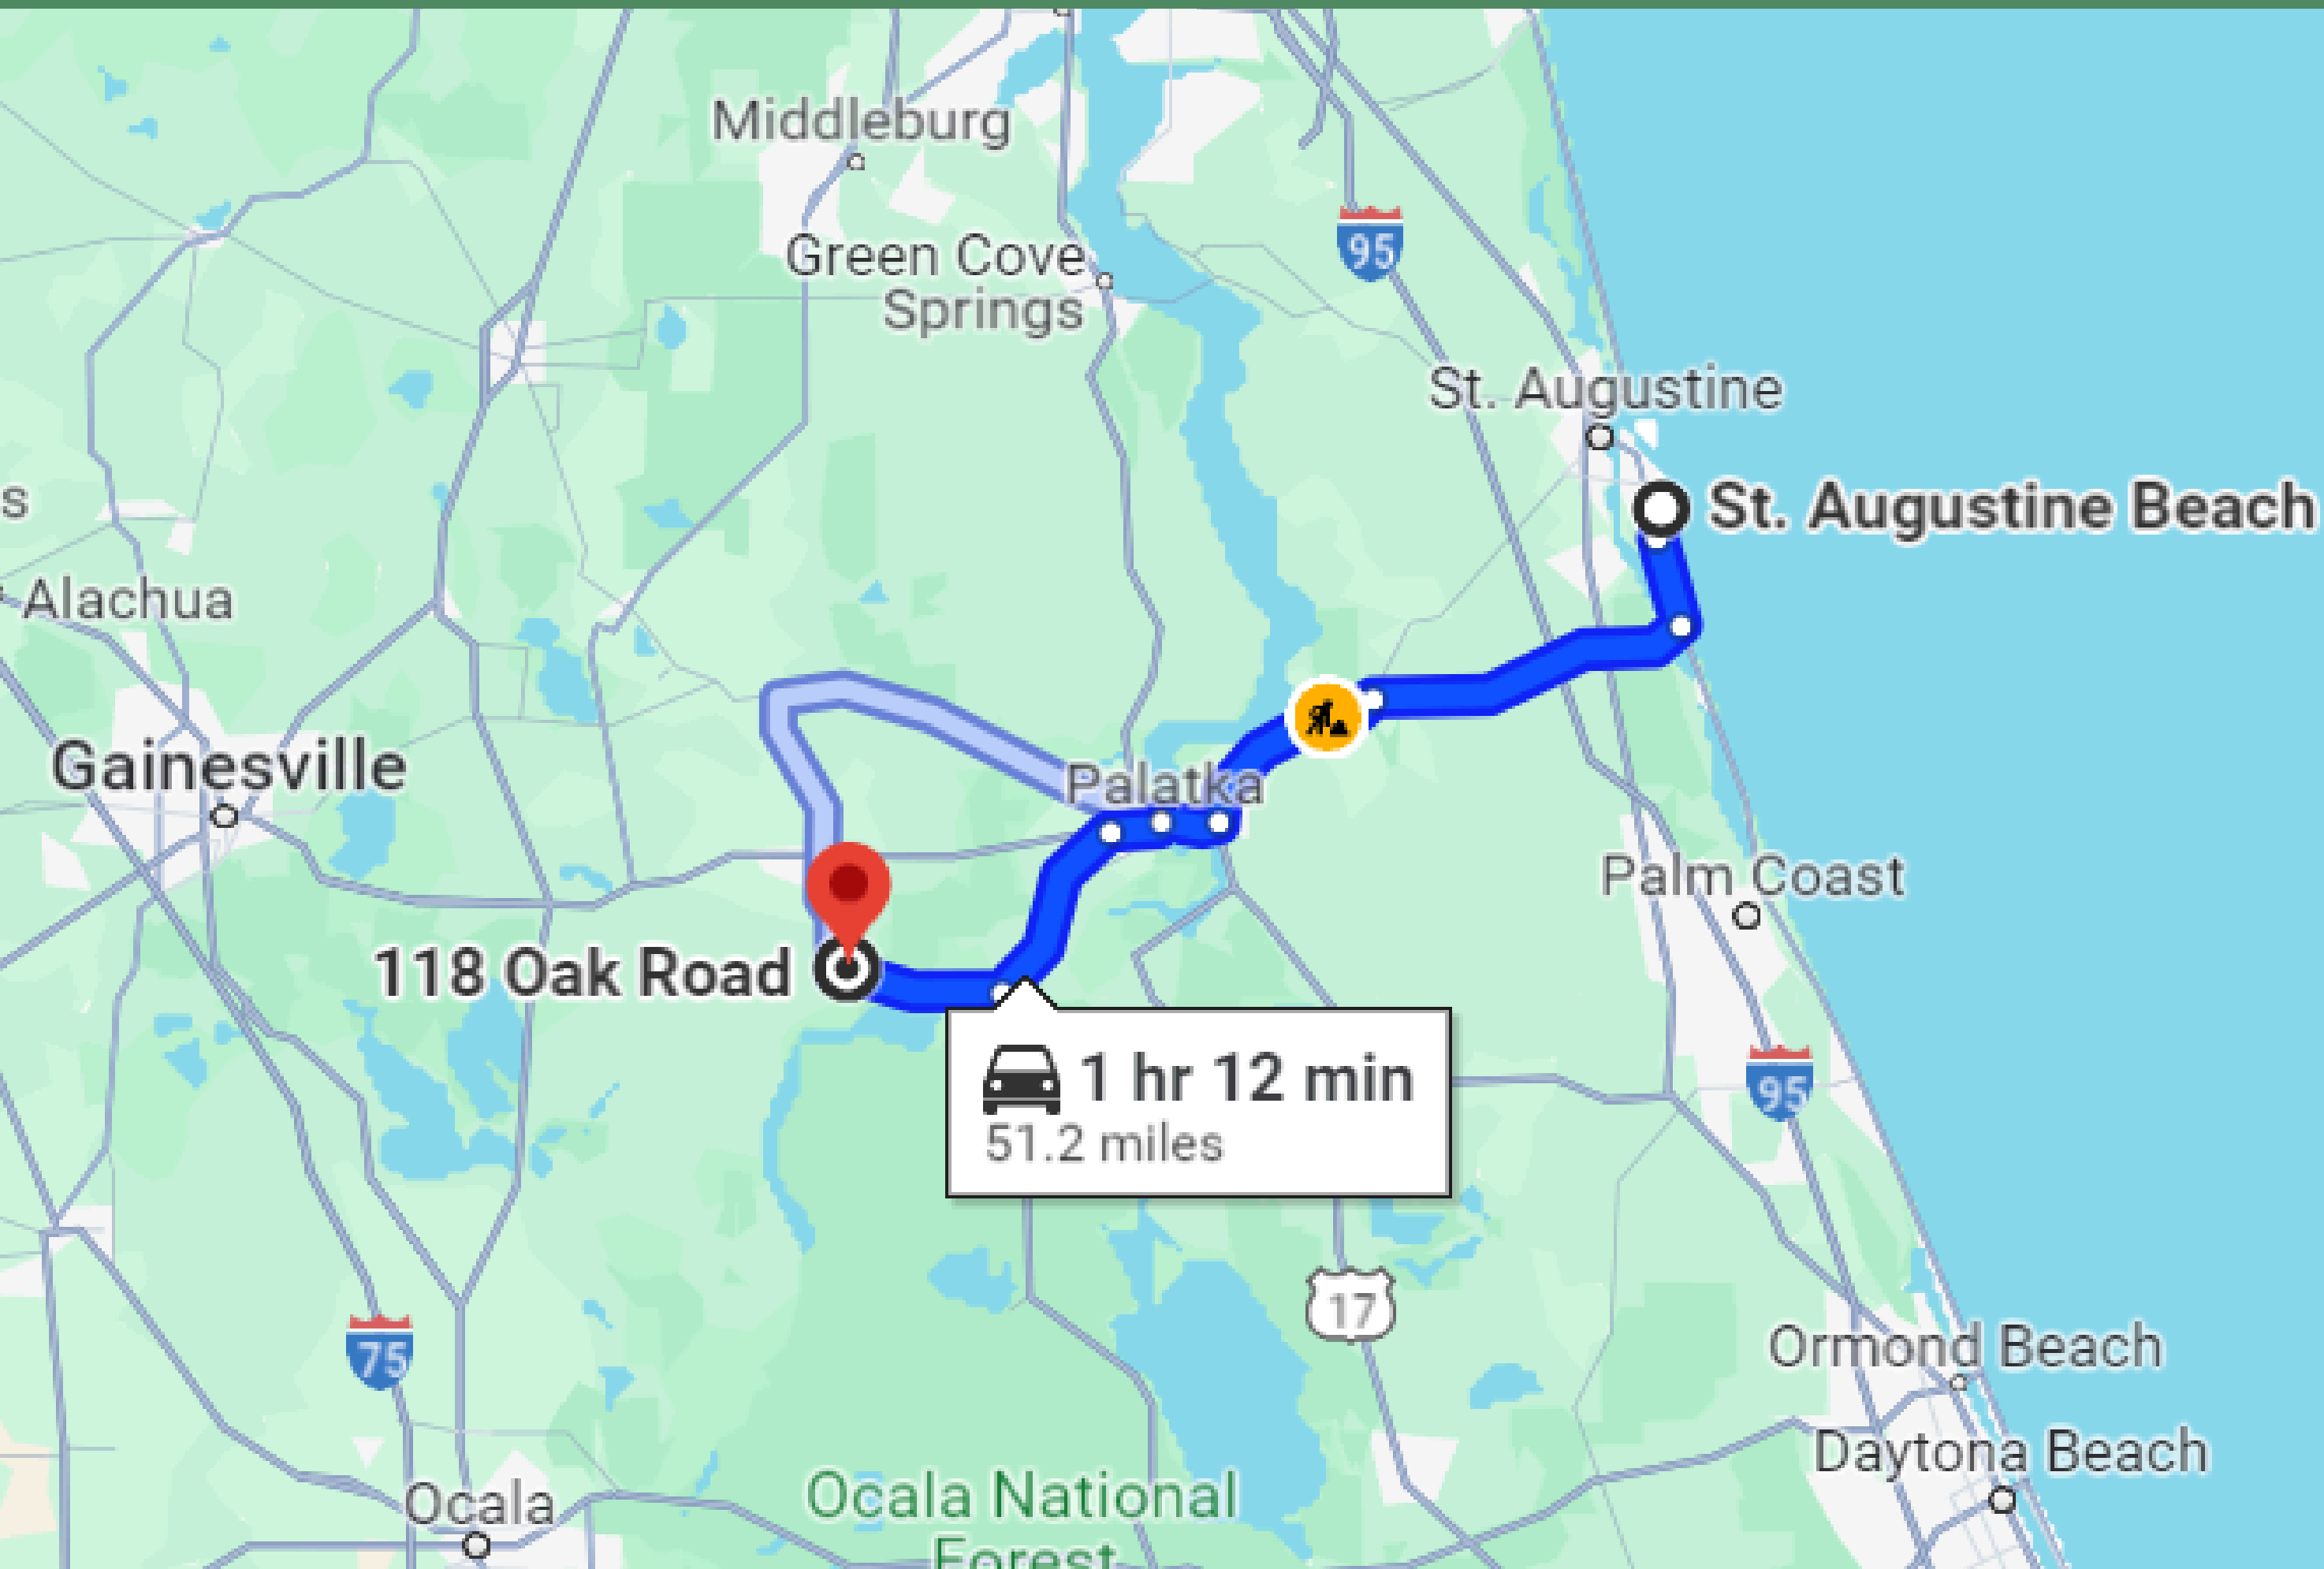 Middleburg
95
Green Cove
Springs
St. Augustine
s
St. Augustine Beach
Alachua
Gainesville
Palatka
Palm Coast
118 Oak Road
1 hr 12 min
51.2 miles
95
17
75
Ormond Beach
Daytona Beach
Ocala
Ocala National
Forest